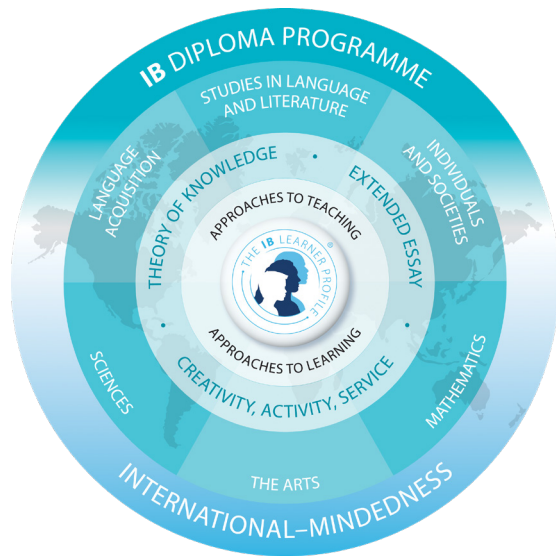 IB DIPLOMA PROGRAMME
STUDIES IN LANGUAGE
AND LITERATURE
LANGUAGE
ACQUISITION
INDIVIDUALS
AND SOCIETIES
THEORY OF KNOWLEDGE
•
EXTENDED ESSAY
•
APPROACHES TO TEACHING
THE IB LEARNER PROFILE
®
APPROACHES TO LEARNING
•
CREATIVITY, ACTIVITY, SERVICE
SCIENCES
MATHEMATICS
THE ARTS
INTERNATIONAL–MINDEDNESS